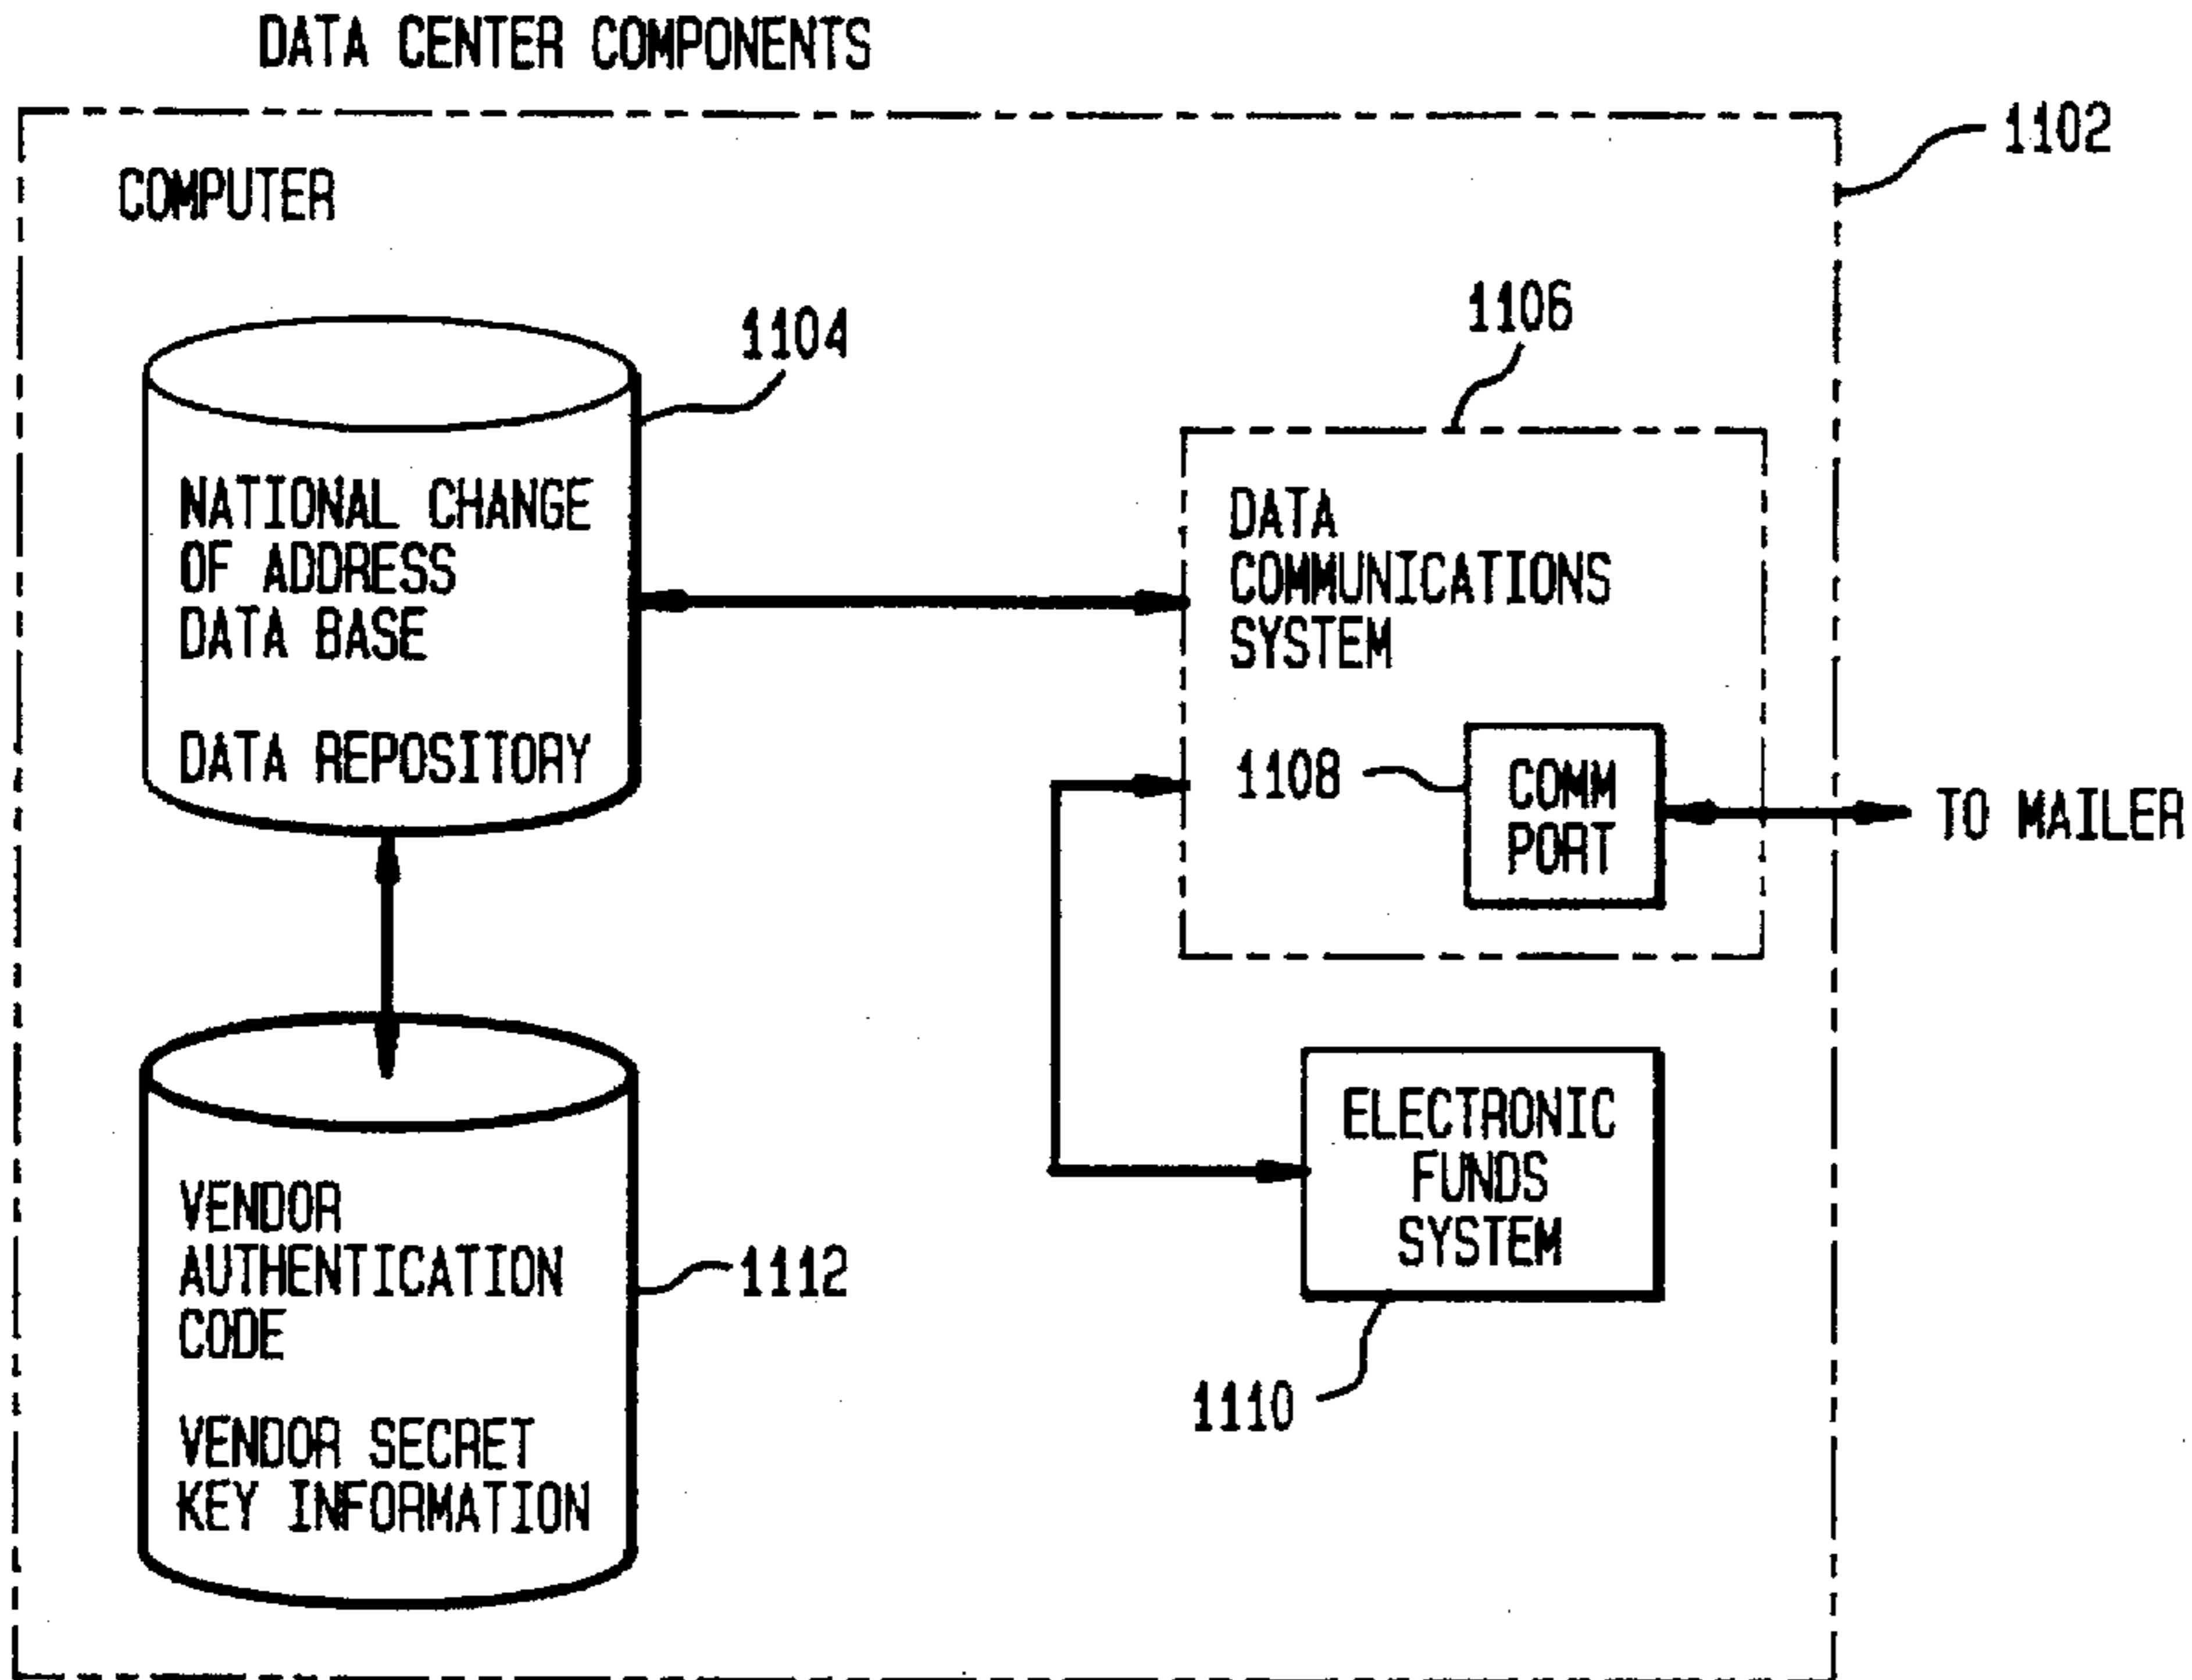 DATA CENTER COMPONENTS
1102
COMPUTER
1104
1106
NATIONAL CHANGE
OF ADDRESS
DATA BASE
DATA REPOSITORY
DATA
COMMUNICATIONS
SYSTEM
1108
COMM
PORT
TO MAILER
VENDOR
AUTHENTICATION
CODE
VENDOR SECRET
KEY INFORMATION
1112
ELECTRONIC
FUNDS
SYSTEM
1110